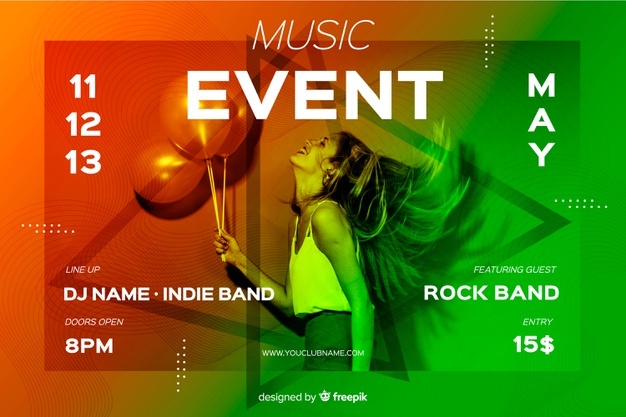 MUSIC
EVENT
11
12
13
M
A
Y
LINE UP
DJ NAME · INDIE BAND
DOORS OPEN
8PM
FEATURING GUEST
ROCK BAND
ENTRY
15$
WWW.YOUCLUBNAME.COM
designed by freepik